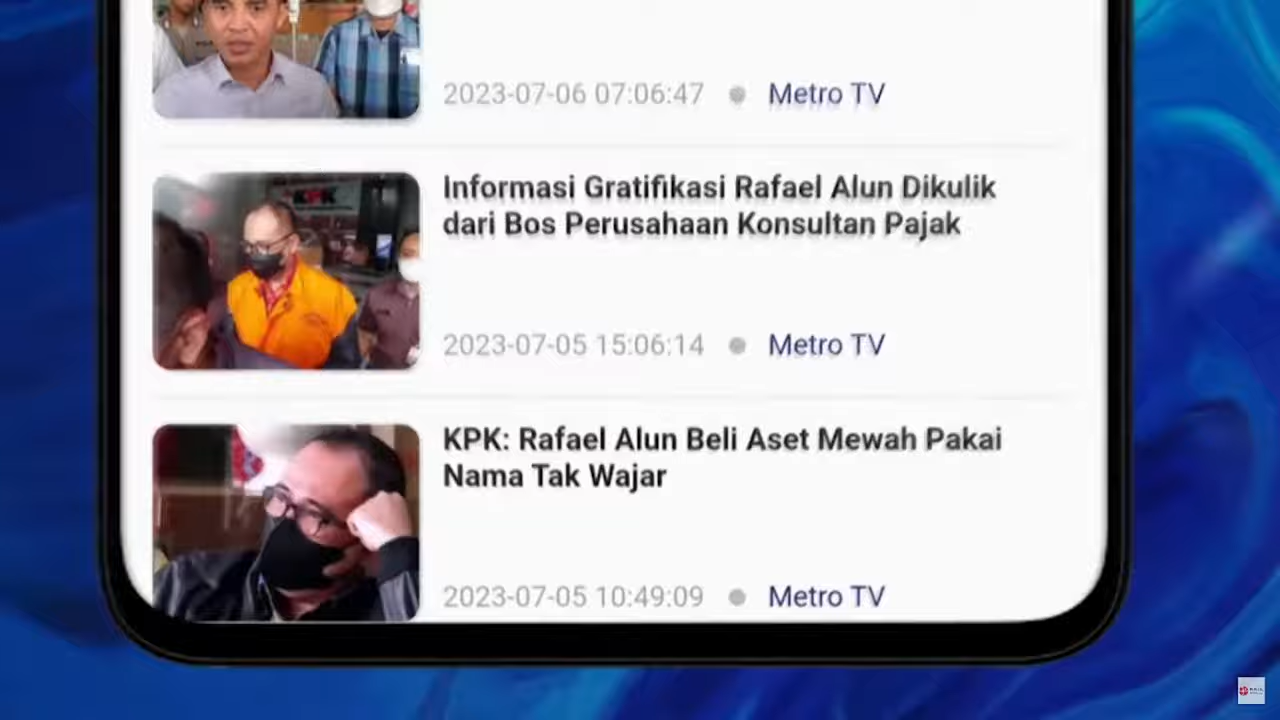 2023-07-06 07:06:47 Metro TV
Informasi Gratifikasi Rafael Alun Dikulik
dari Bos Perusahaan Konsultan Pajak
2023-07-05 15:06:14 Metro TV
KPK: Rafael Alun Beli Aset Mewah Pakai
Nama Tak Wajar
2023-07-05 10:49:09 Metro TV